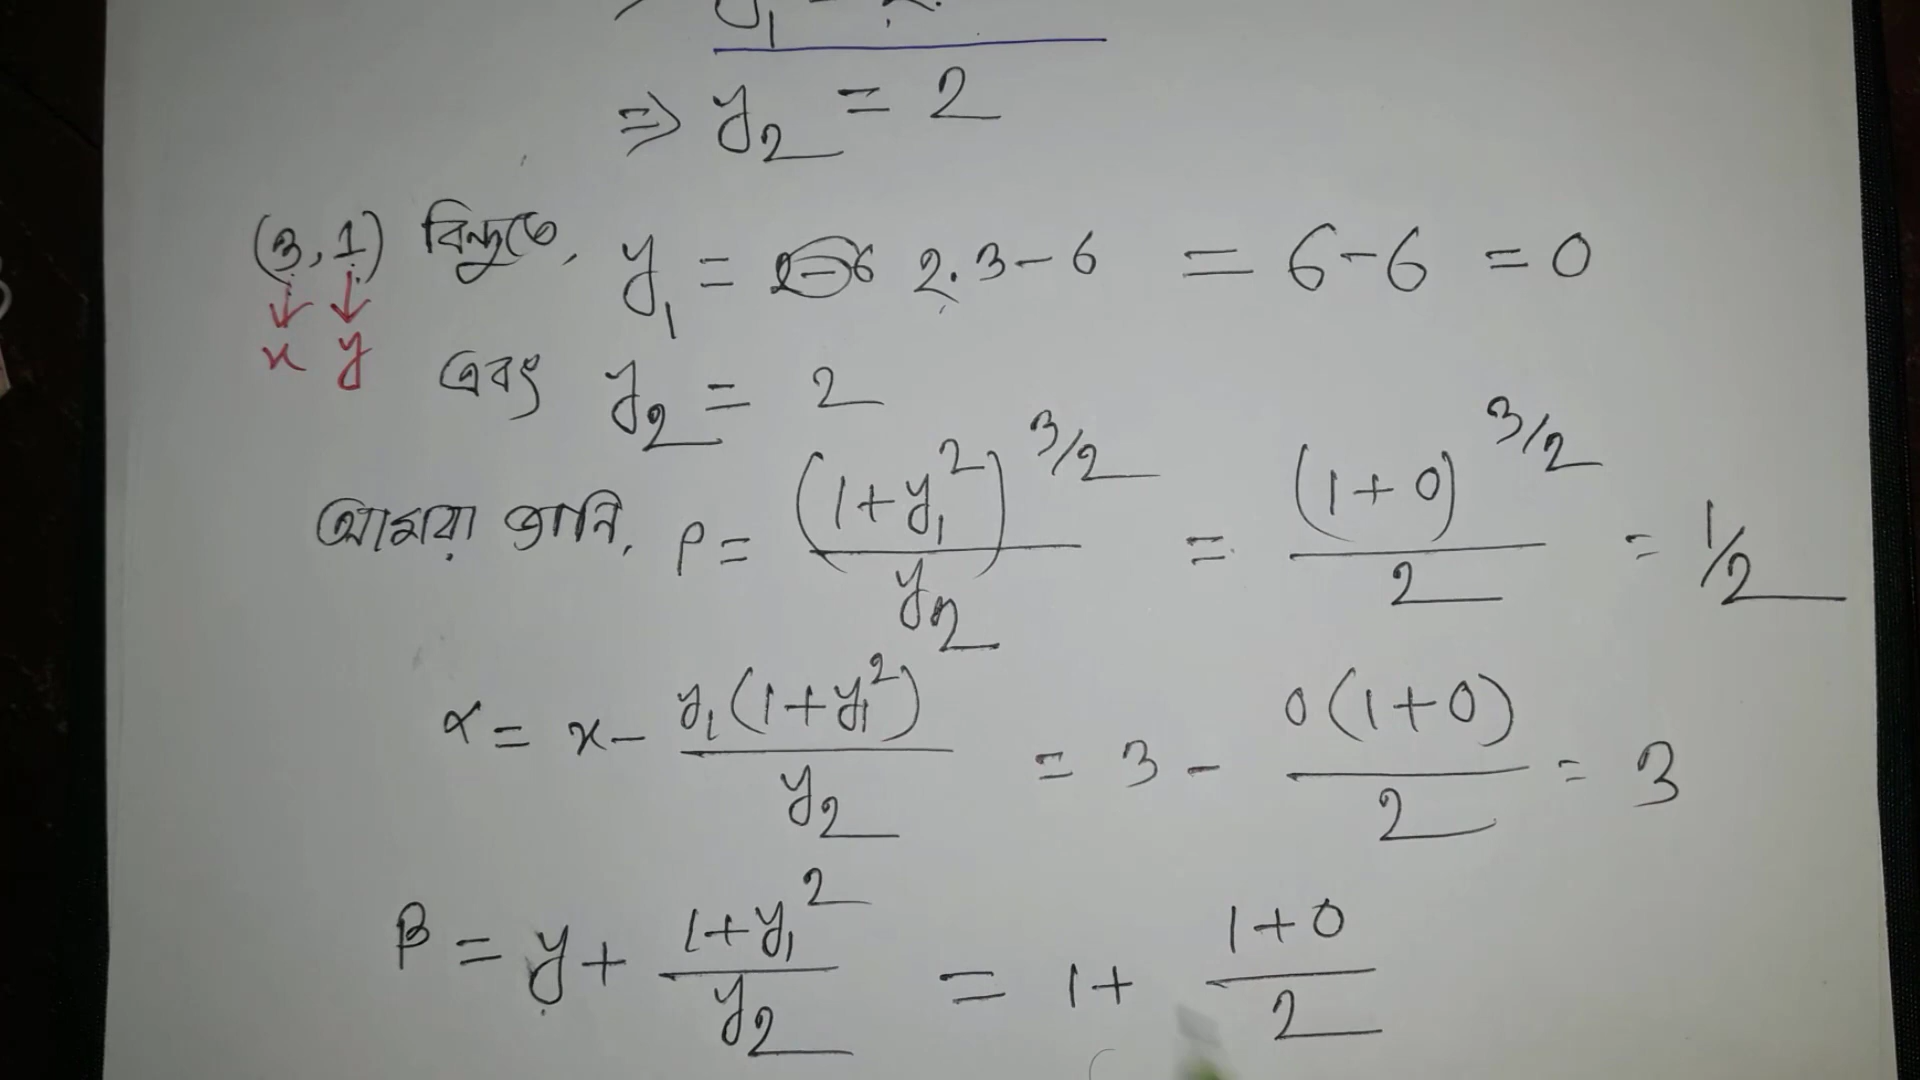 ⇒ y₂ = 2
(3, 1) বিন্দুতে, y₁ = 2.3 - 6 = 6 - 6 = 0
x y
এবং y₂ = 2
আমরা জানি, ρ = (1+y₁²)^3/2 / y₂ = (1+0)^3/2 / 2 = 1/2
α = x - y₁(1+y₁²) / y₂ = 3 - 0(1+0) / 2 = 3
β = y + 1+y₁² / y₂ = 1 + 1+0 / 2